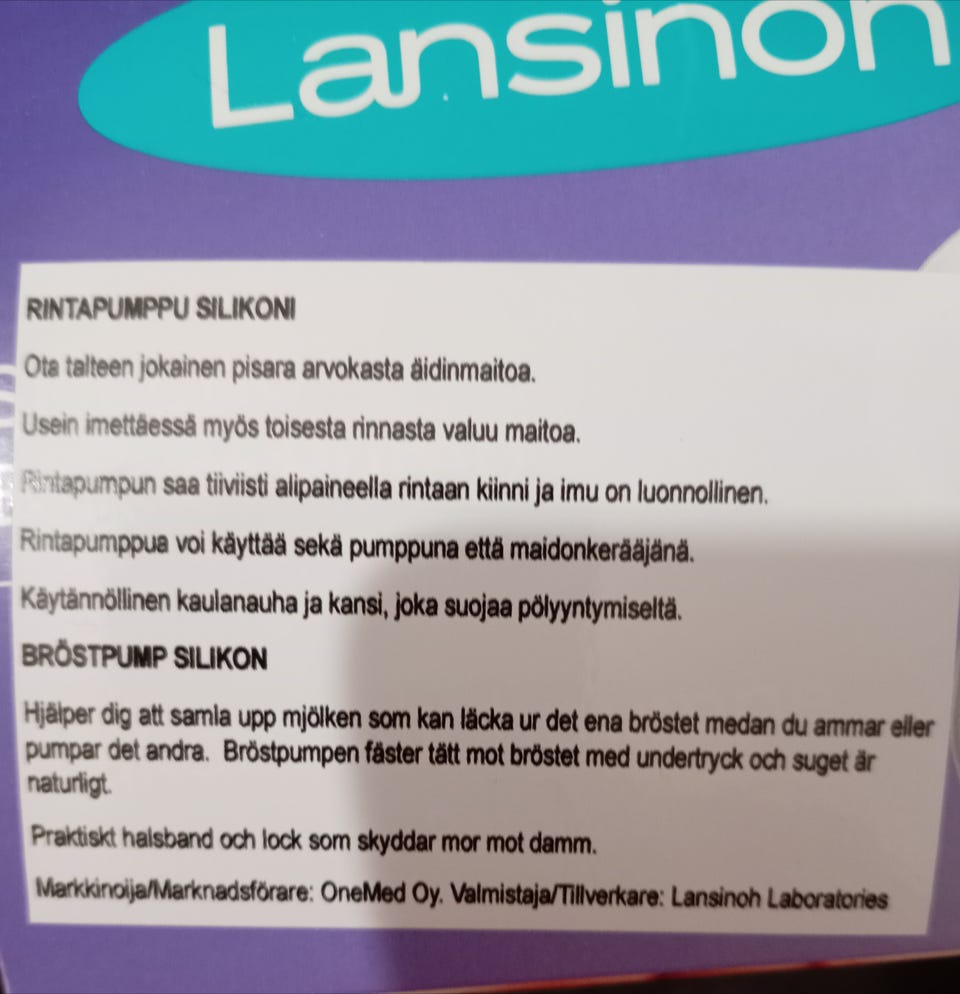 Lansinoh
RINTAPUMPPU SILIKONI
Ota talteen jokainen pisara arvokasta äidinmaitoa.
Usein imettäessä myös toisesta rinnasta valuu maitoa.
Rintapumpun saa tiiviisti alipaineella rintaan kiinni ja imu on luonnollinen.
Rintapumppua voi käyttää sekä pumppuna että maidonkerääjänä.
Käytännöllinen kaulanauha ja kansi, joka suojaa pölyyntymiseltä.
BRÖSTPUMP SILIKON
Hjälper dig att samla upp mjölken som kan läcka ur det ena bröstet medan du ammar eller
pumpar det andra. Bröstpumpen fäster tätt mot bröstet med undertryck och suget är
naturligt.
Praktiskt halsband och lock som skyddar mor mot damm.
Markkinoija/Marknadsförare: OneMed Oy. Valmistaja/Tillverkare: Lansinoh Laboratories